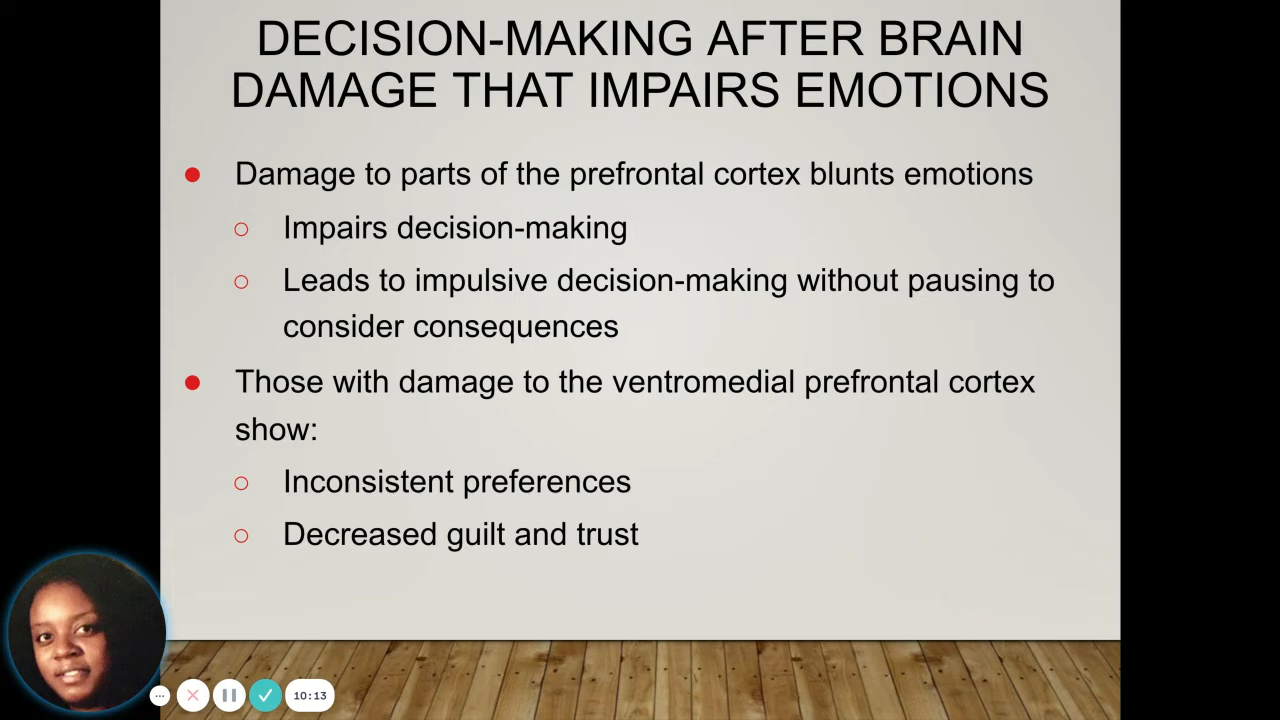 DECISION-MAKING AFTER BRAIN
DAMAGE THAT IMPAIRS EMOTIONS
● Damage to parts of the prefrontal cortex blunts emotions
○ Impairs decision-making
○ Leads to impulsive decision-making without pausing to
consider consequences
● Those with damage to the ventromedial prefrontal cortex
show:
○ Inconsistent preferences
○ Decreased guilt and trust
10:13